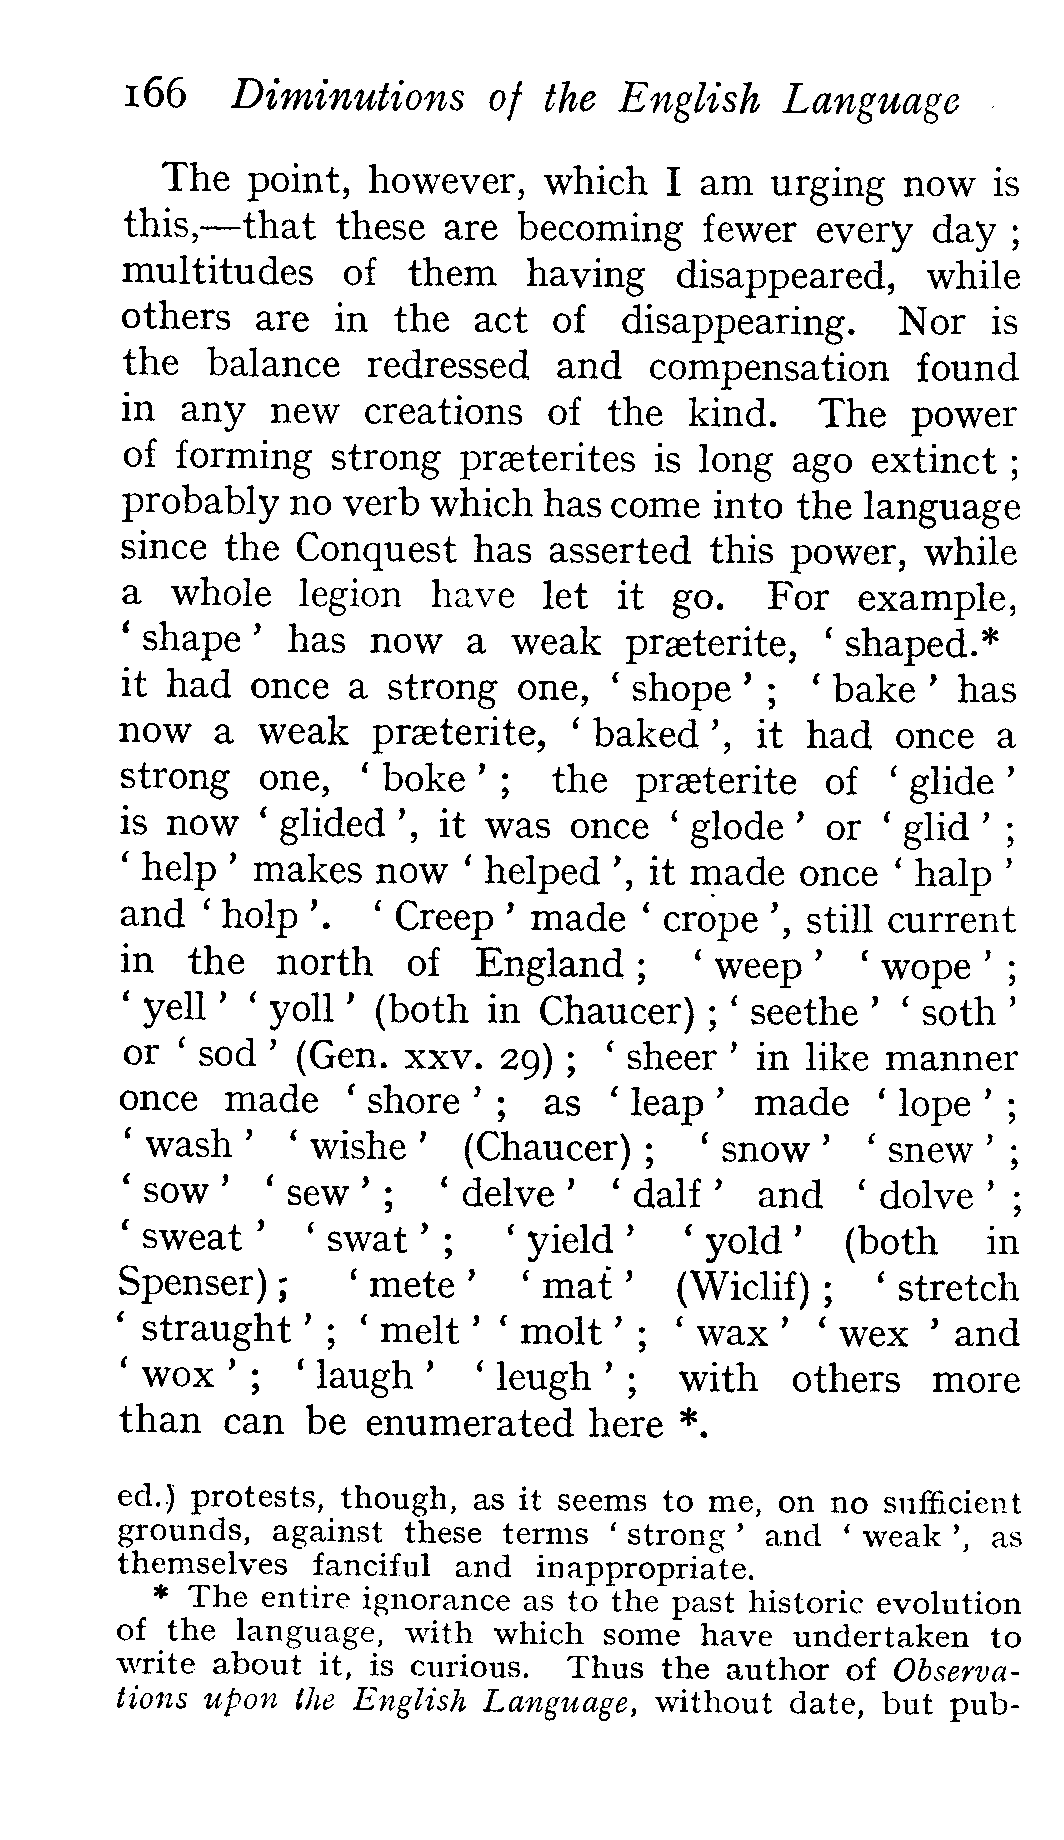 166 Diminutions of the English Language
The point, however, which I am urging now is
this,—that these are becoming fewer every day ;
multitudes of them having disappeared, while
others are in the act of disappearing. Nor is
the balance redressed and compensation found
in any new creations of the kind. The power
of forming strong præterites is long ago extinct ;
probably no verb which has come into the language
since the Conquest has asserted this power, while
a whole legion have let it go. For example,
‘ shape ’ has now a weak præterite, ‘ shaped.*
it had once a strong one, ‘ shope ’ ; ‘ bake ’ has
now a weak præterite, ‘ baked ’, it had once a
strong one, ‘ boke ’ ; the præterite of ‘ glide ’
is now ‘ glided ’, it was once ‘ glode ’ or ‘ glid ’ ;
‘ help ’ makes now ‘ helped ’, it made once ‘ halp ’
and ‘ holp ’. ‘ Creep ’ made ‘ crope ’, still current
in the north of England ; ‘ weep ’ ‘ wope ’ ;
‘ yell ’ ‘ yoll ’ (both in Chaucer) ; ‘ seethe ’ ‘ soth ’
or ‘ sod ’ (Gen. xxv. 29) ; ‘ sheer ’ in like manner
once made ‘ shore ’ ; as ‘ leap ’ made ‘ lope ’ ;
‘ wash ’ ‘ wishe ’ (Chaucer) ; ‘ snow ’ ‘ snew ’ ;
‘ sow ’ ‘ sew ’ ; ‘ delve ’ ‘ dalf ’ and ‘ dolve ’ ;
‘ sweat ’ ‘ swat ’ ; ‘ yield ’ ‘ yold ’ (both in
Spenser) ; ‘ mete ’ ‘ mat ’ (Wiclif) ; ‘ stretch
‘ straught ’ ; ‘ melt ’ ‘ molt ’ ; ‘ wax ’ ‘ wex ’ and
‘ wox ’ ; ‘ laugh ’ ‘ leugh ’ ; with others more
than can be enumerated here *.
ed.) protests, though, as it seems to me, on no sufficient
grounds, against these terms ‘ strong ’ and ‘ weak ’, as
themselves fanciful and inappropriate.
* The entire ignorance as to the past historic evolution
of the language, with which some have undertaken to
write about it, is curious. Thus the author of Observa-
tions upon the English Language, without date, but pub-